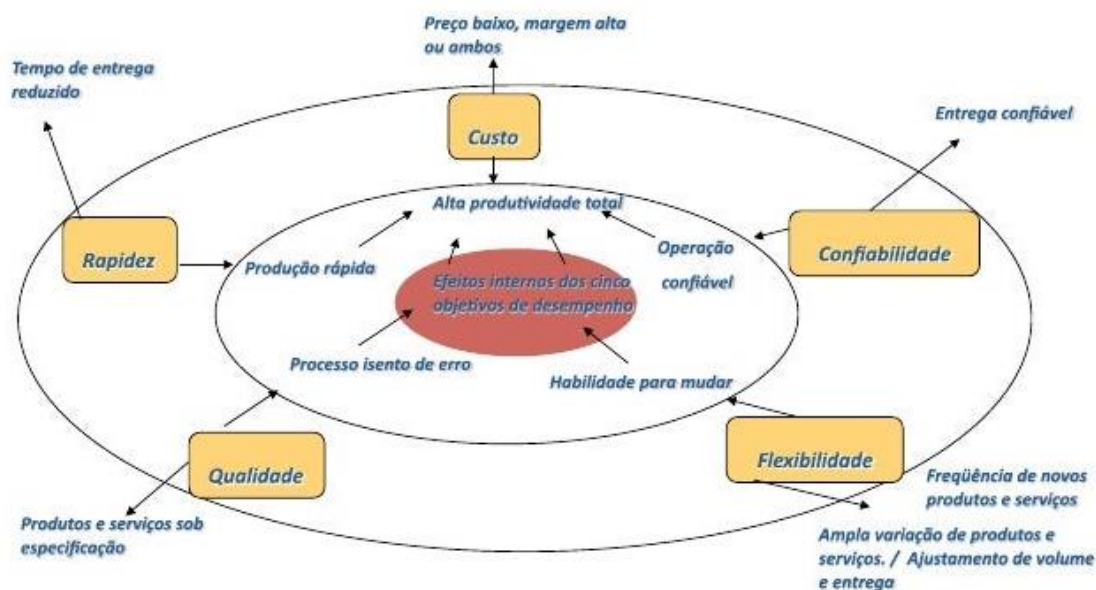 Preço baixo, margem alta
ou ambos
Tempo de entrega
reduzido
Custo
Entrega confiável
Alta produtividade total
Rapidez
Produção rápida
Operação
confiável
Confiabilidade
Efeitos internos dos cinco
objetivos de desempenho
Processo isento de erro
Habilidade para mudar
Qualidade
Flexibilidade
Freqüência de novos
produtos e serviços
Produtos e serviços sob
especificação
Ampla variação de produtos e
serviços. / Ajustamento de volume
e entrega